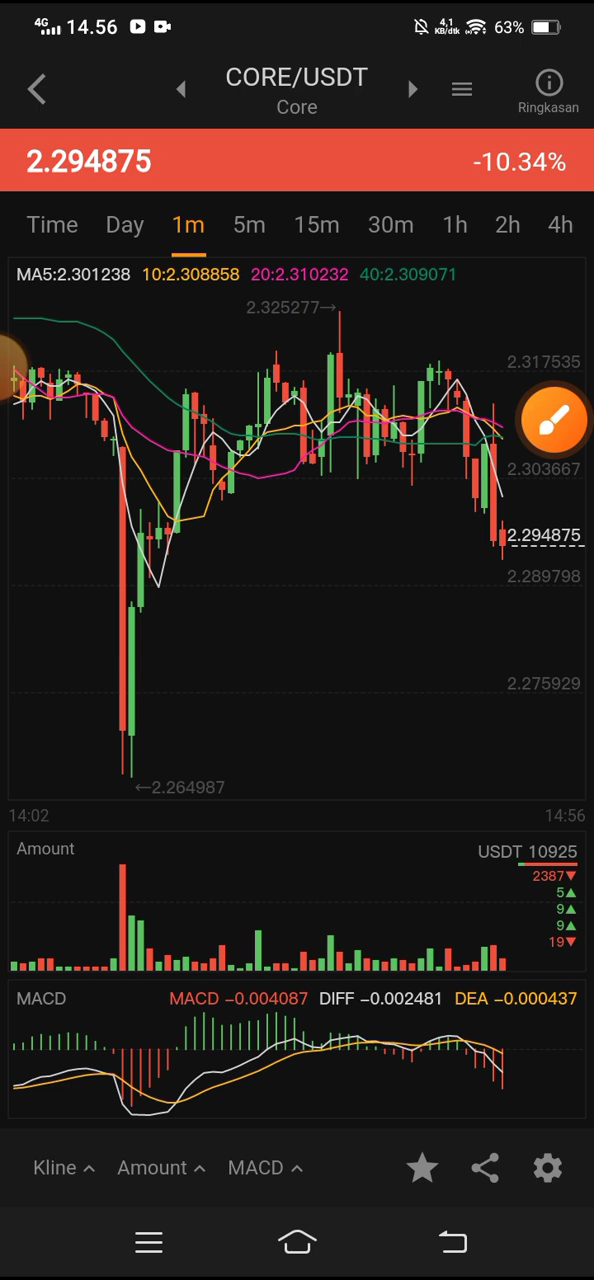 4G 14.56 4,1 KB/dtk 63%
CORE/USDT
Core
Ringkasan
2.294875 -10.34%
Time Day 1m 5m 15m 30m 1h 2h 4h
MA5:2.301238 10:2.308858 20:2.310232 40:2.309071
2.325277→
2.317535
2.303667
2.294875
2.289798
2.275929
←2.264987
14:02 14:56
Amount USDT 10925
2387▼
5▲
9▲
9▲
19▼
MACD MACD −0.004087 DIFF −0.002481 DEA −0.000437
Kline Amount MACD